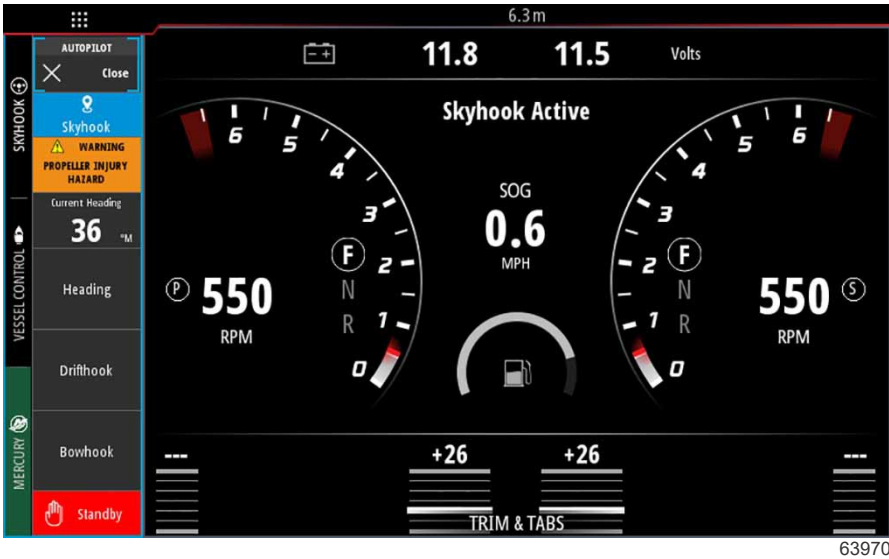 6.3 m
AUTOPILOT
Close
Skyhook
WARNING
PROPELLER INJURY
HAZARD
Current Heading
36 °M
Heading
Drifthook
Bowhook
Standby
SKYHOOK
VESSEL CONTROL
MERCURY
11.8 11.5 Volts
Skyhook Active
SOG
0.6
MPH
P 550
RPM
6
5
4
3
2
1
0
F
N
R
6
5
4
3
2
1
0
F
N
R
550 S
RPM
--- +26 +26 ---
TRIM & TABS
63970